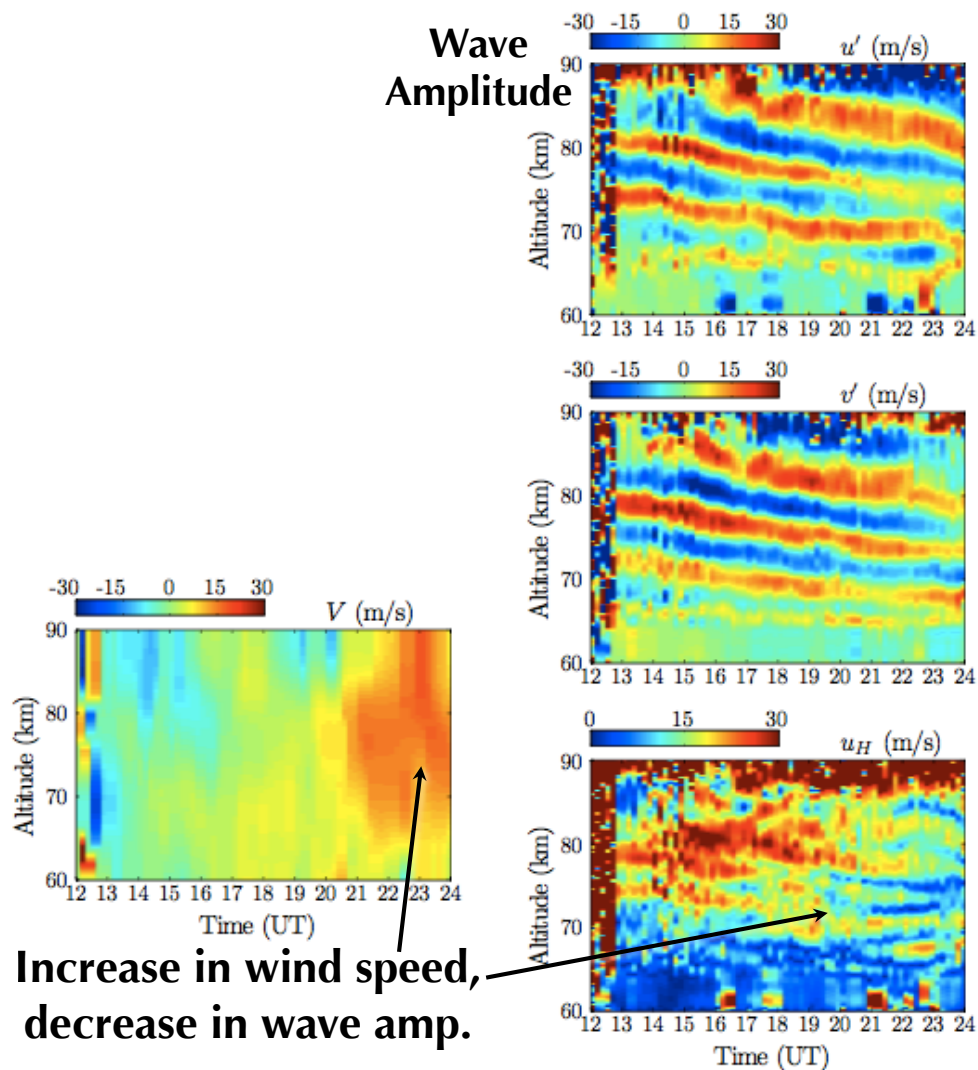 Wave
Amplitude
-30 -15 0 15 30
u′ (m/s)
Altitude (km)
90
80
70
60
12 13 14 15 16 17 18 19 20 21 22 23 24
-30 -15 0 15 30
v′ (m/s)
Altitude (km)
90
80
70
60
12 13 14 15 16 17 18 19 20 21 22 23 24
-30 -15 0 15 30
V (m/s)
Altitude (km)
90
80
70
60
12 13 14 15 16 17 18 19 20 21 22 23 24
Time (UT)
0 15 30
u_H (m/s)
Altitude (km)
90
80
70
60
12 13 14 15 16 17 18 19 20 21 22 23 24
Time (UT)
Increase in wind speed,
decrease in wave amp.